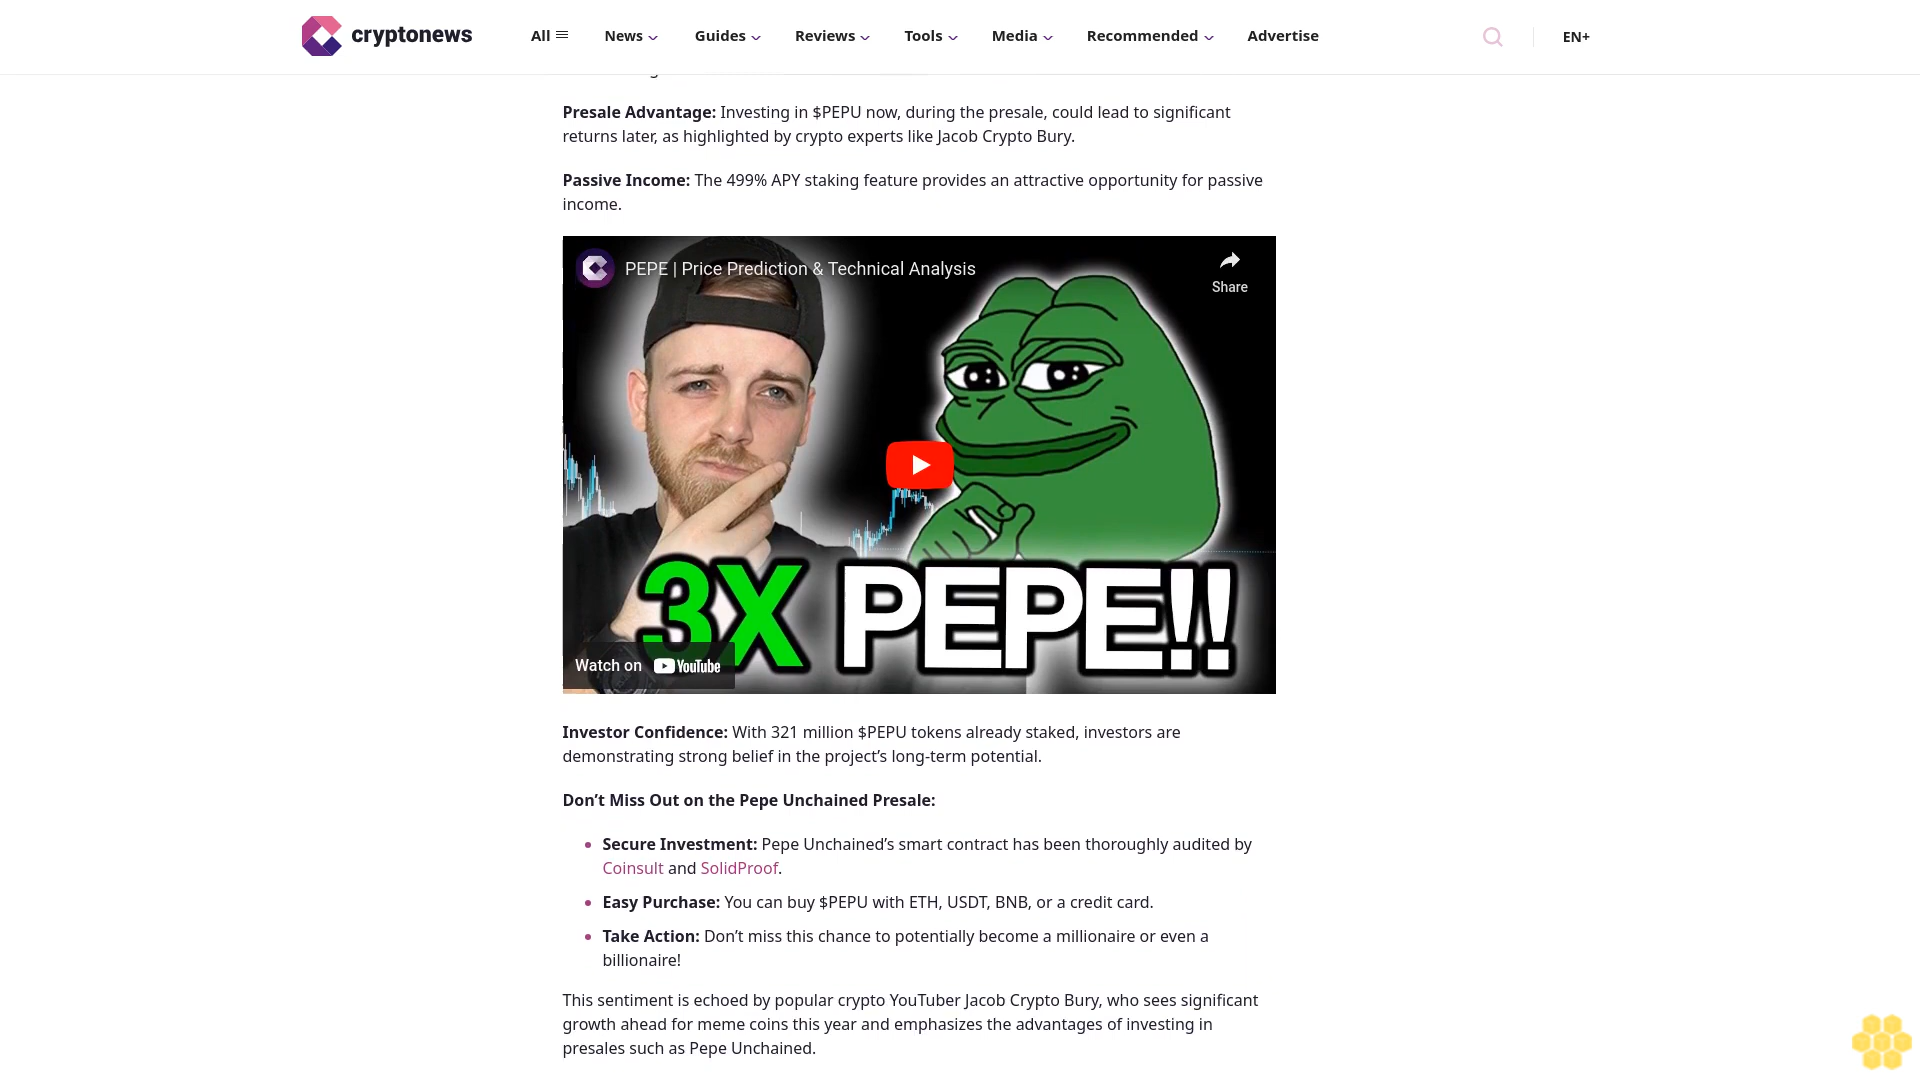 cryptonews
All
News
Guides
Reviews
Tools
Media
Recommended
Advertise
EN+
Presale Advantage: Investing in $PEPU now, during the presale, could lead to significant
returns later, as highlighted by crypto experts like Jacob Crypto Bury.
Passive Income: The 499% APY staking feature provides an attractive opportunity for passive
income.
PEPE | Price Prediction & Technical Analysis
Share
3X PEPE!!
Watch on YouTube
Investor Confidence: With 321 million $PEPU tokens already staked, investors are
demonstrating strong belief in the project’s long-term potential.
Don’t Miss Out on the Pepe Unchained Presale:
Secure Investment: Pepe Unchained’s smart contract has been thoroughly audited by
Coinsult and SolidProof.
Easy Purchase: You can buy $PEPU with ETH, USDT, BNB, or a credit card.
Take Action: Don’t miss this chance to potentially become a millionaire or even a
billionaire!
This sentiment is echoed by popular crypto YouTuber Jacob Crypto Bury, who sees significant
growth ahead for meme coins this year and emphasizes the advantages of investing in
presales such as Pepe Unchained.